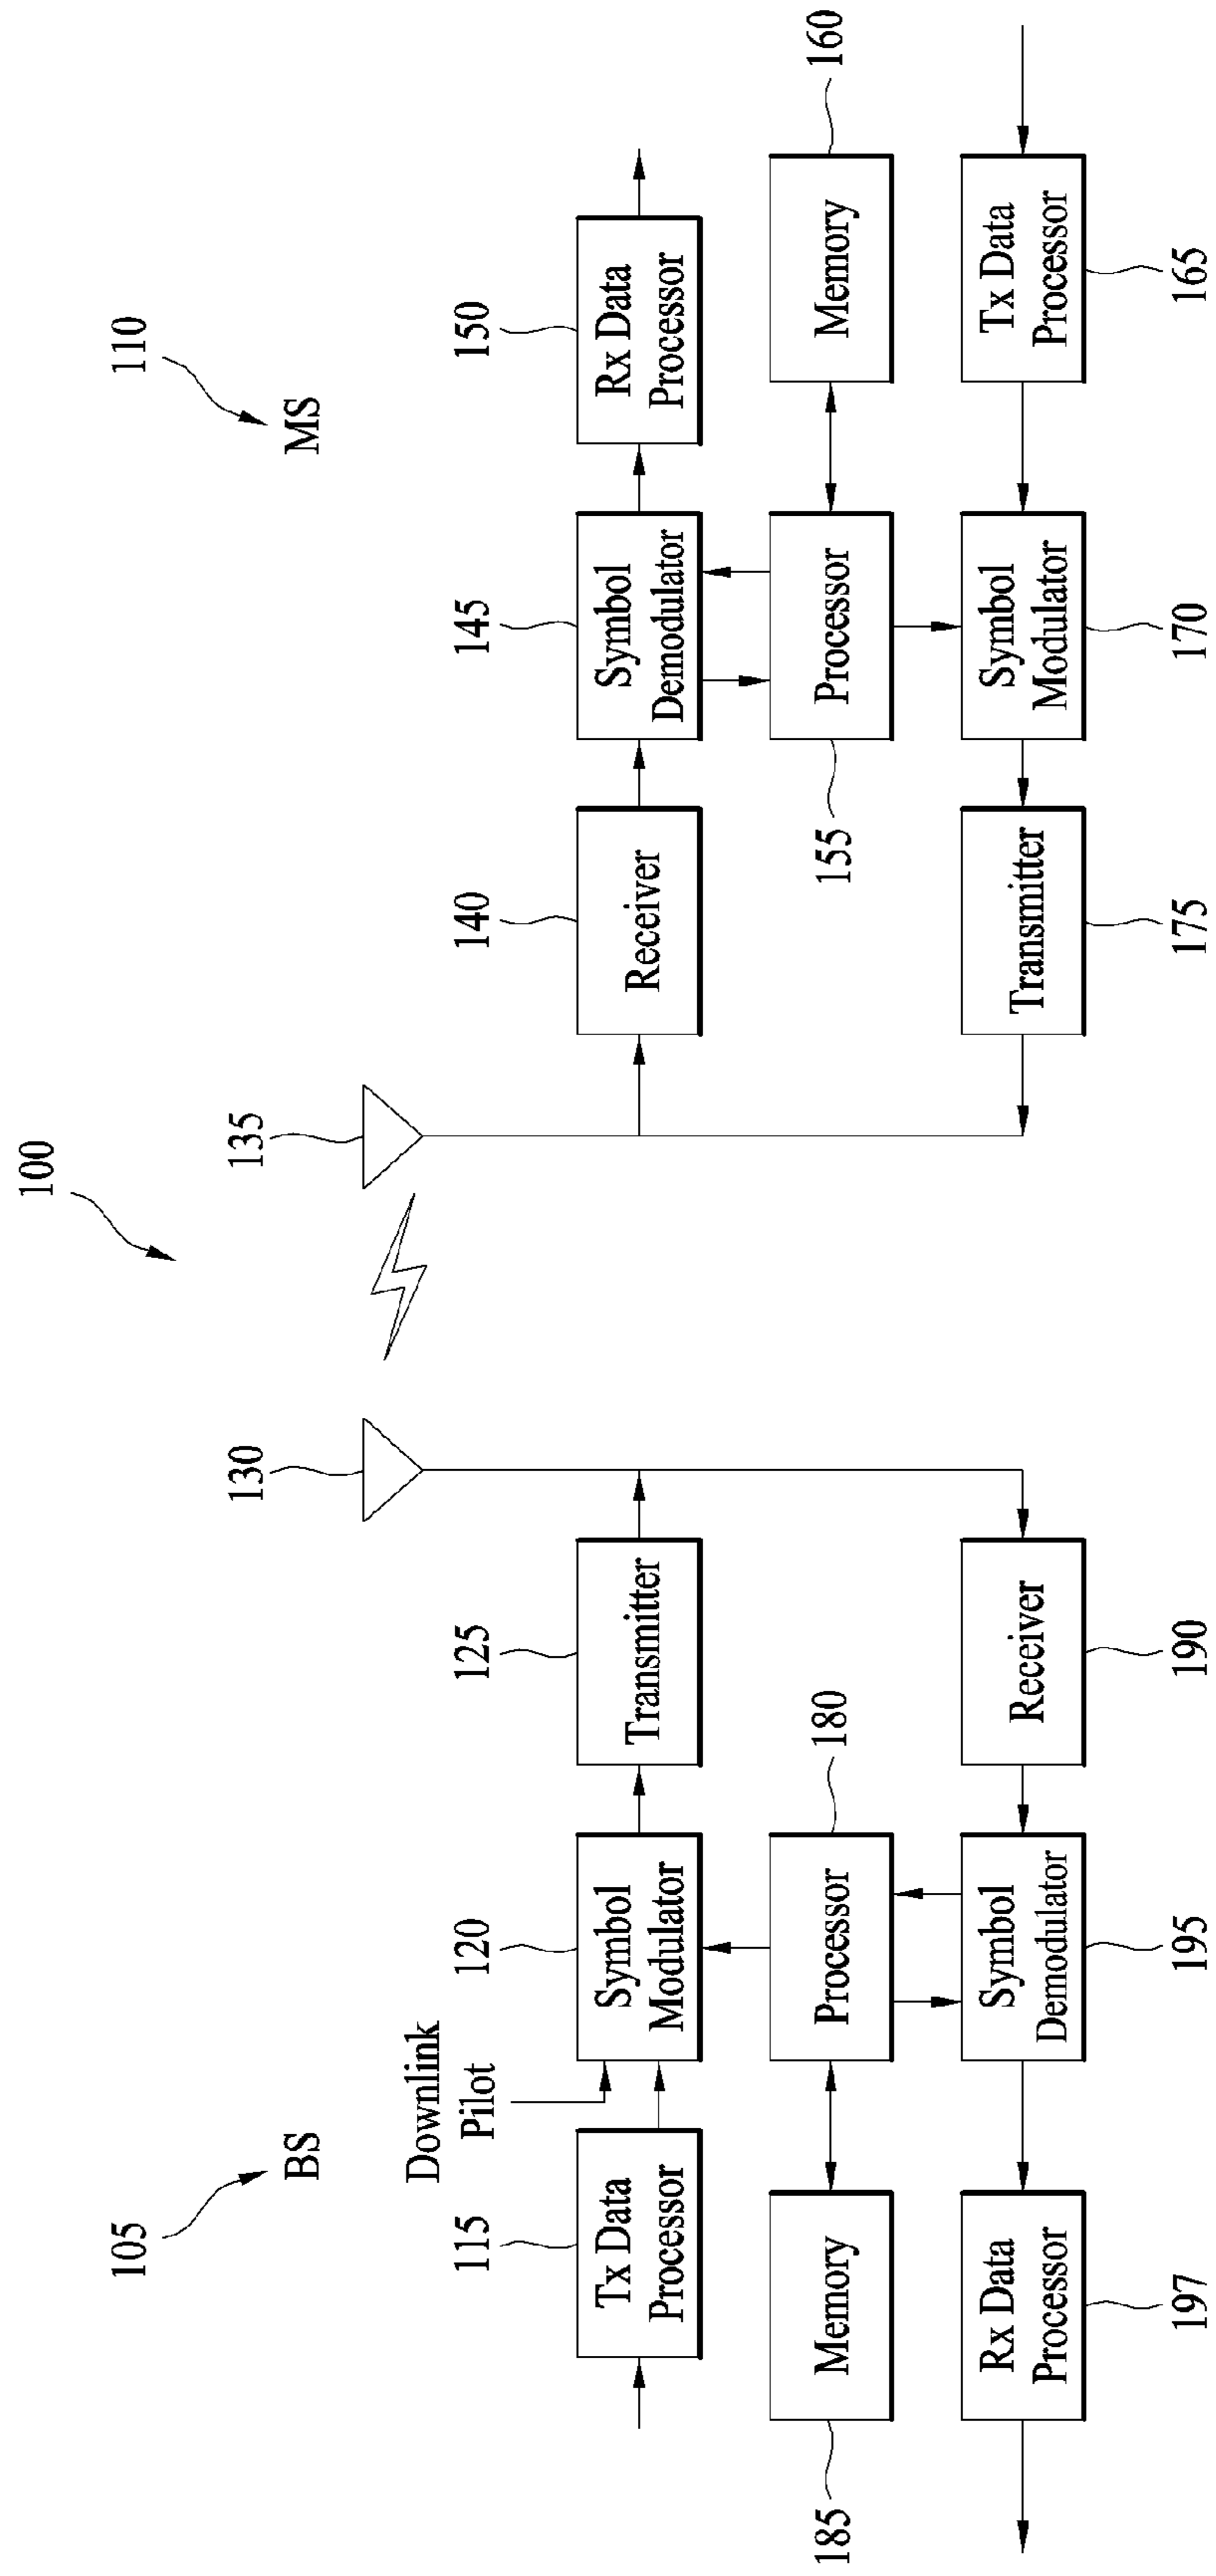 100
105
BS
110
MS
130
135
Downlink
Pilot
115
Tx Data
Processor
120
Symbol
Modulator
125
Transmitter
140
Receiver
145
Symbol
Demodulator
150
Rx Data
Processor
185
Memory
180
Processor
155
Processor
160
Memory
197
Rx Data
Processor
195
Symbol
Demodulator
190
Receiver
175
Transmitter
170
Symbol
Modulator
165
Tx Data
Processor